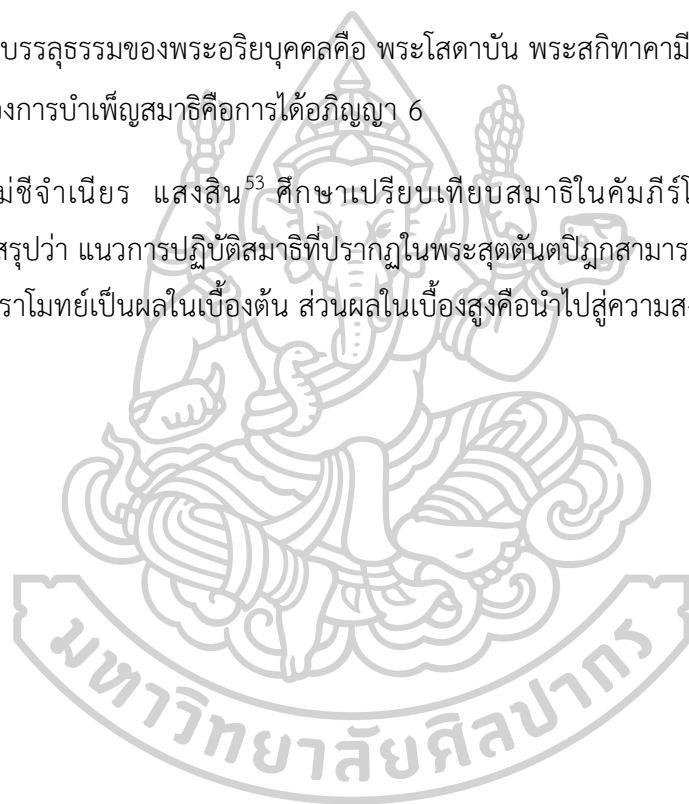 บรรลุธรรมของพระอริยบุคคลคือ พระโสดาบัน พระสกิทาคามี
องการบำเพ็ญสมาธิคือการได้อภิญญา 6
ม่ชีจำเนียร แสงสิน53 ศึกษาเปรียบเทียบสมาธิในคัมภีร์โ
สรุปว่า แนวการปฏิบัติสมาธิที่ปรากฏในพระสุตตันตปิฎกสามาร
ราโมทย์เป็นผลในเบื้องต้น ส่วนผลในเบื้องสูงคือนำไปสู่ความส
มหาวิทยาลัยศิลปากร